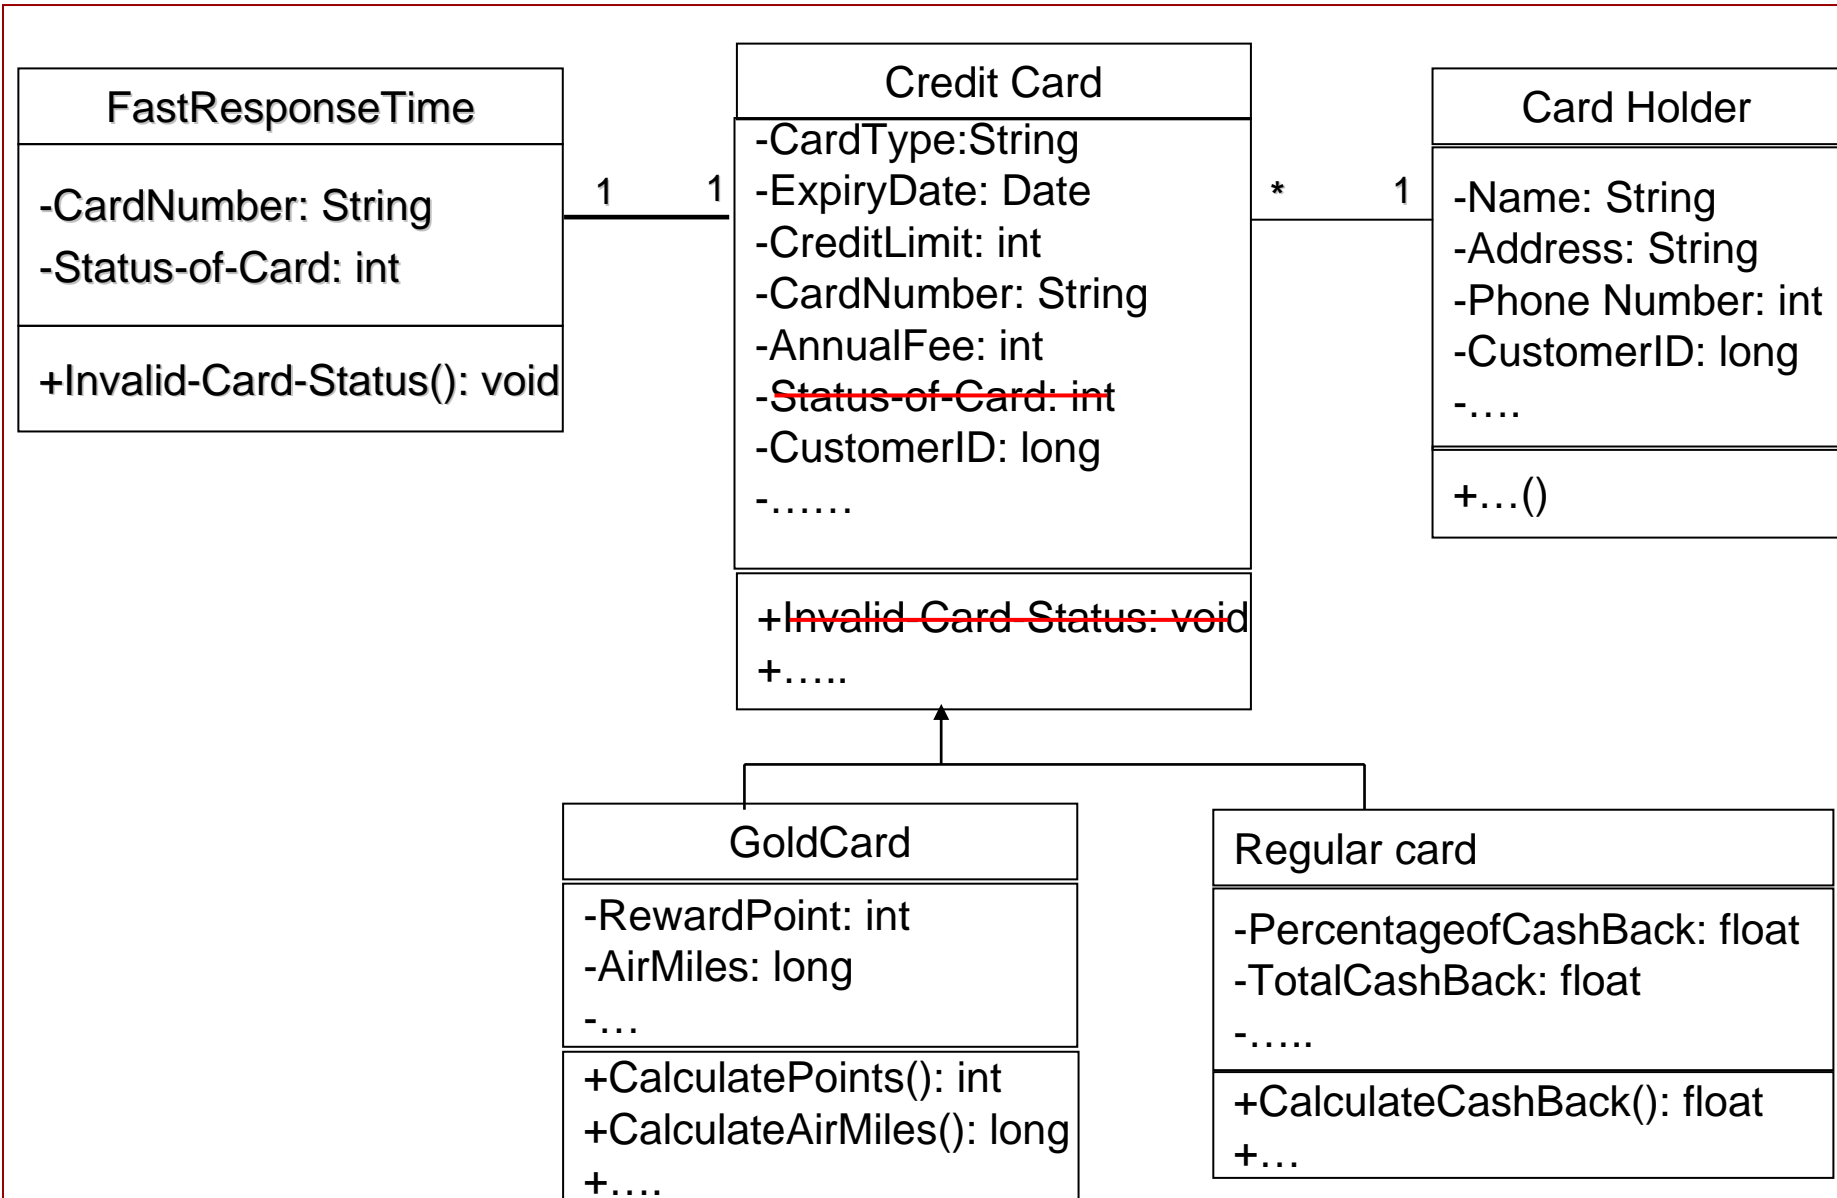 FastResponseTime
-CardNumber: String
-Status-of-Card: int
+Invalid-Card-Status(): void
1 1
Credit Card
-CardType:String
-ExpiryDate: Date
-CreditLimit: int
-CardNumber: String
-AnnualFee: int
-Status-of-Card: int
-CustomerID: long
-……
+Invalid-Card-Status: void
+…..
* 1
Card Holder
-Name: String
-Address: String
-Phone Number: int
-CustomerID: long
-….
+…()
GoldCard
-RewardPoint: int
-AirMiles: long
-…
+CalculatePoints(): int
+CalculateAirMiles(): long
+….
Regular card
-PercentageofCashBack: float
-TotalCashBack: float
-…..
+CalculateCashBack(): float
+…